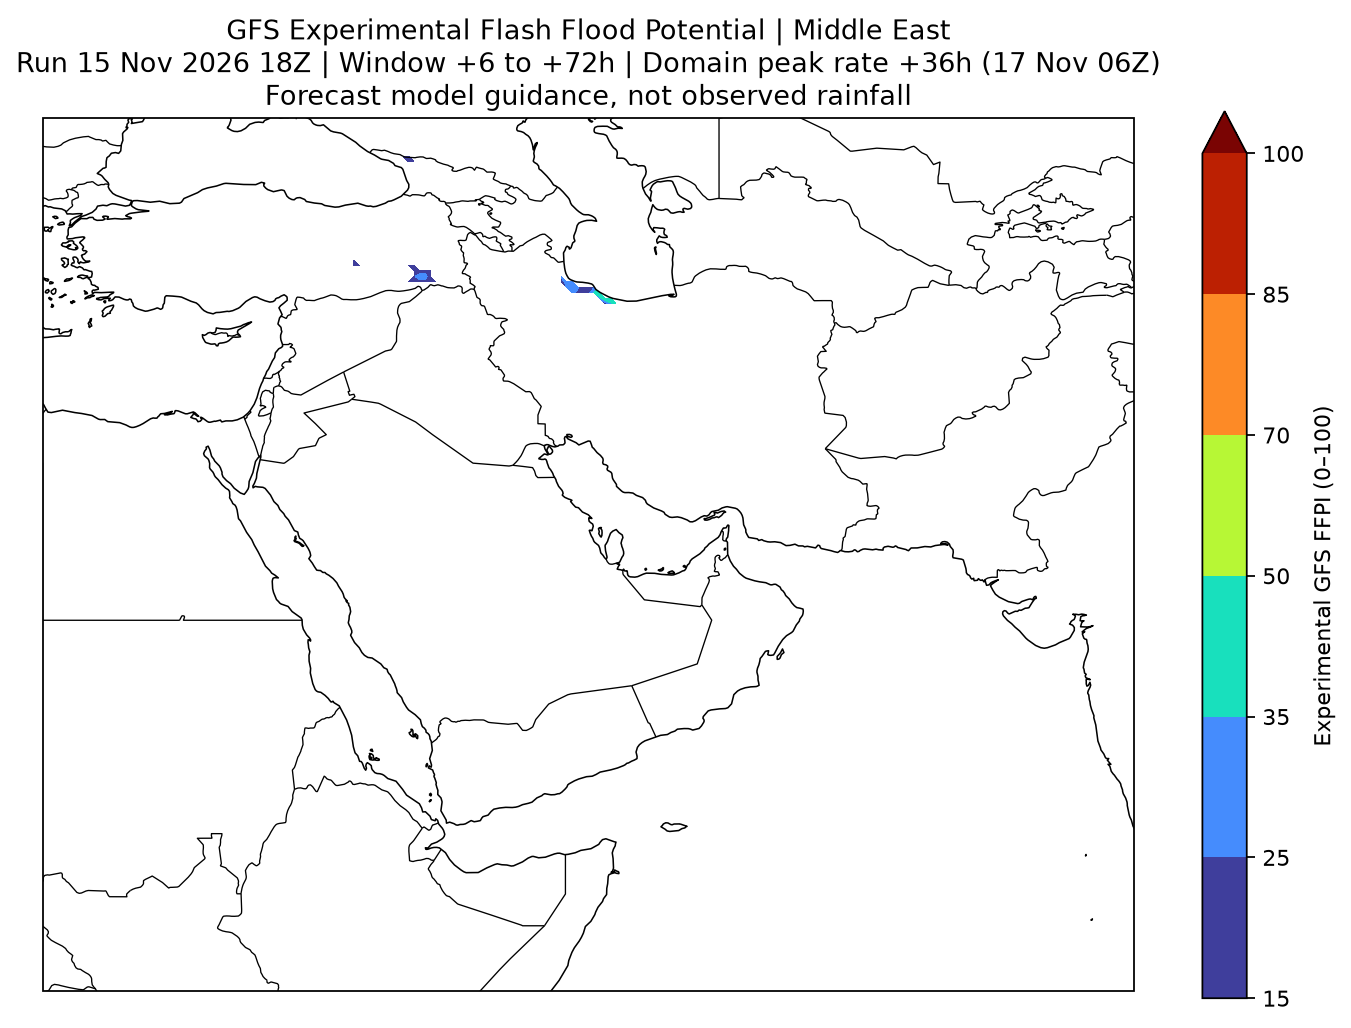 GFS Experimental Flash Flood Potential | Middle East
Run 15 Nov 2026 18Z | Window +6 to +72h | Domain peak rate +36h (17 Nov 06Z)
Forecast model guidance, not observed rainfall
100
85
70
50
35
25
15
Experimental GFS FFPI (0–100)